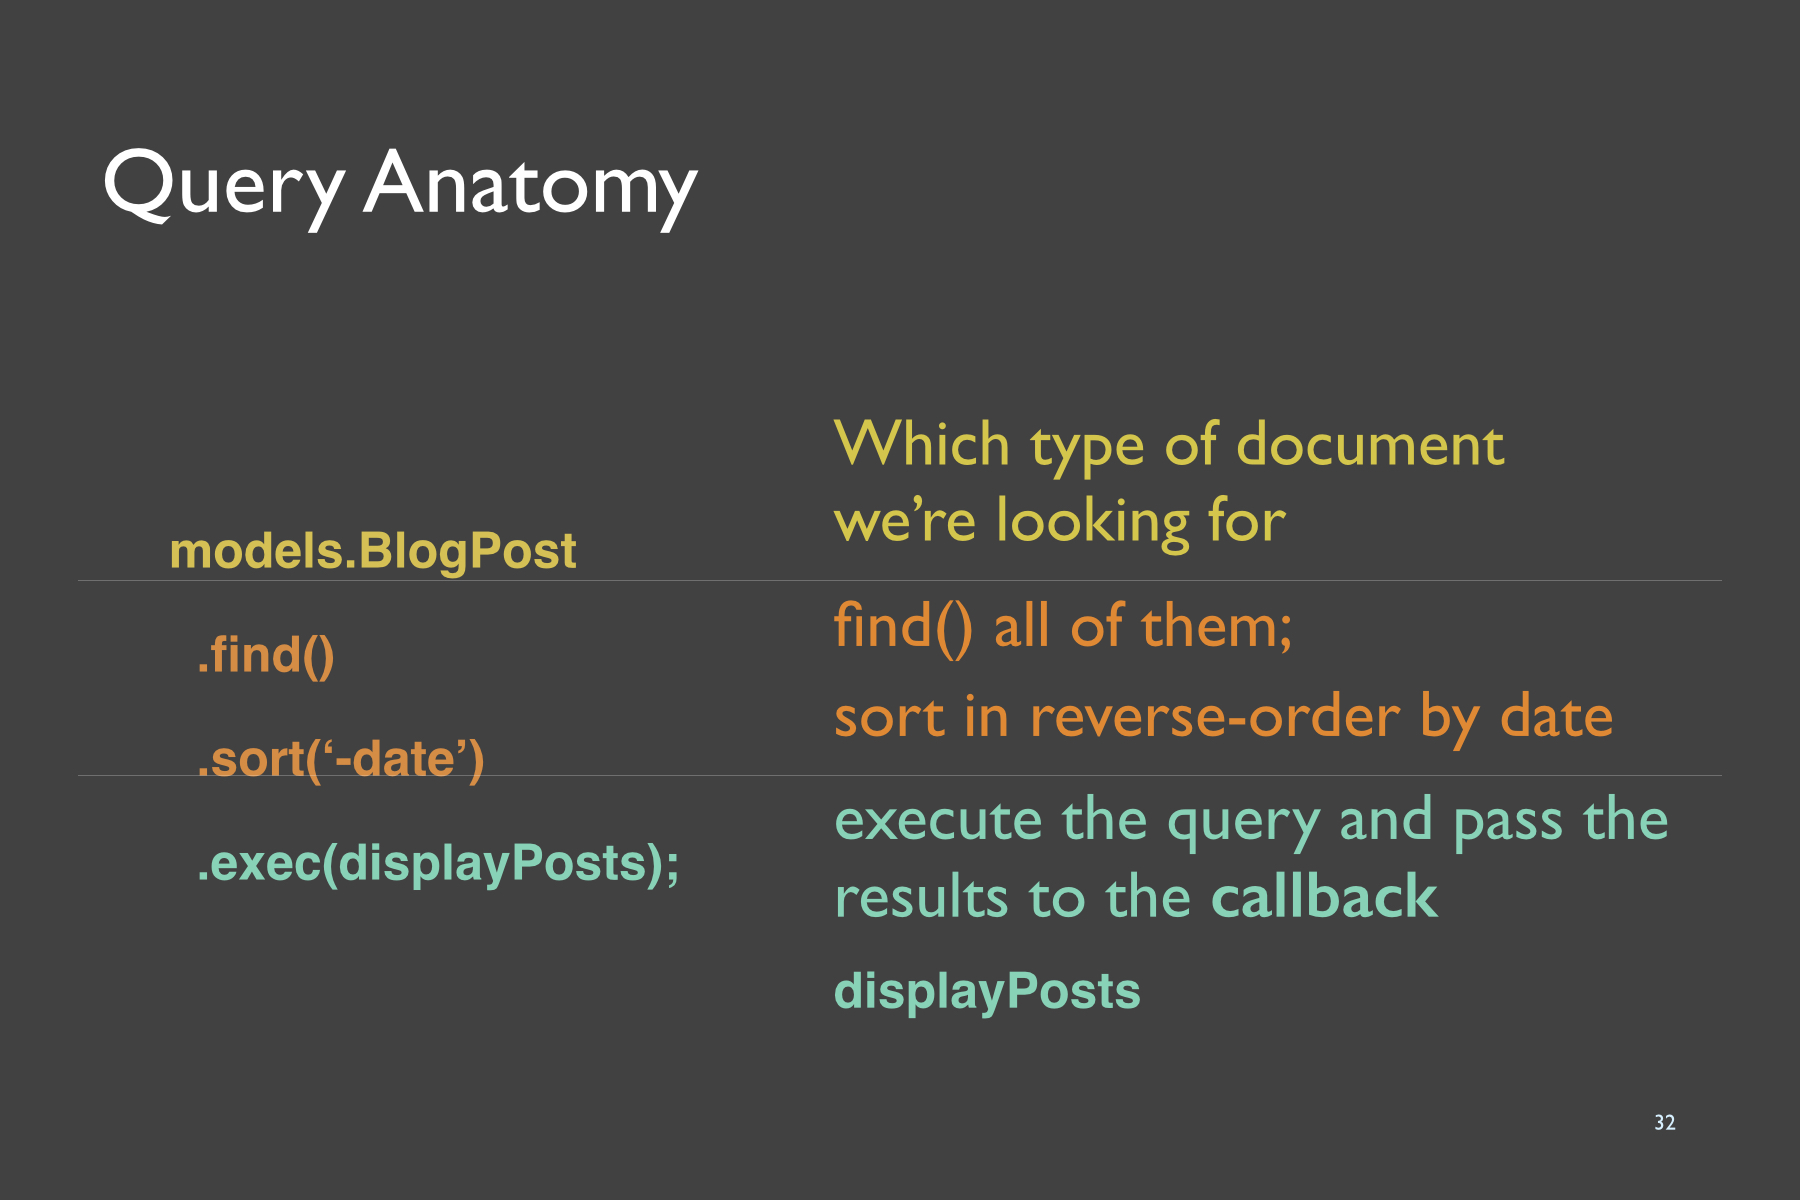 Query Anatomy
models.BlogPost
.find()
.sort(‘-date’)
.exec(displayPosts);
Which type of document
we’re looking for
find() all of them;
sort in reverse-order by date
execute the query and pass the
results to the callback
displayPosts
32